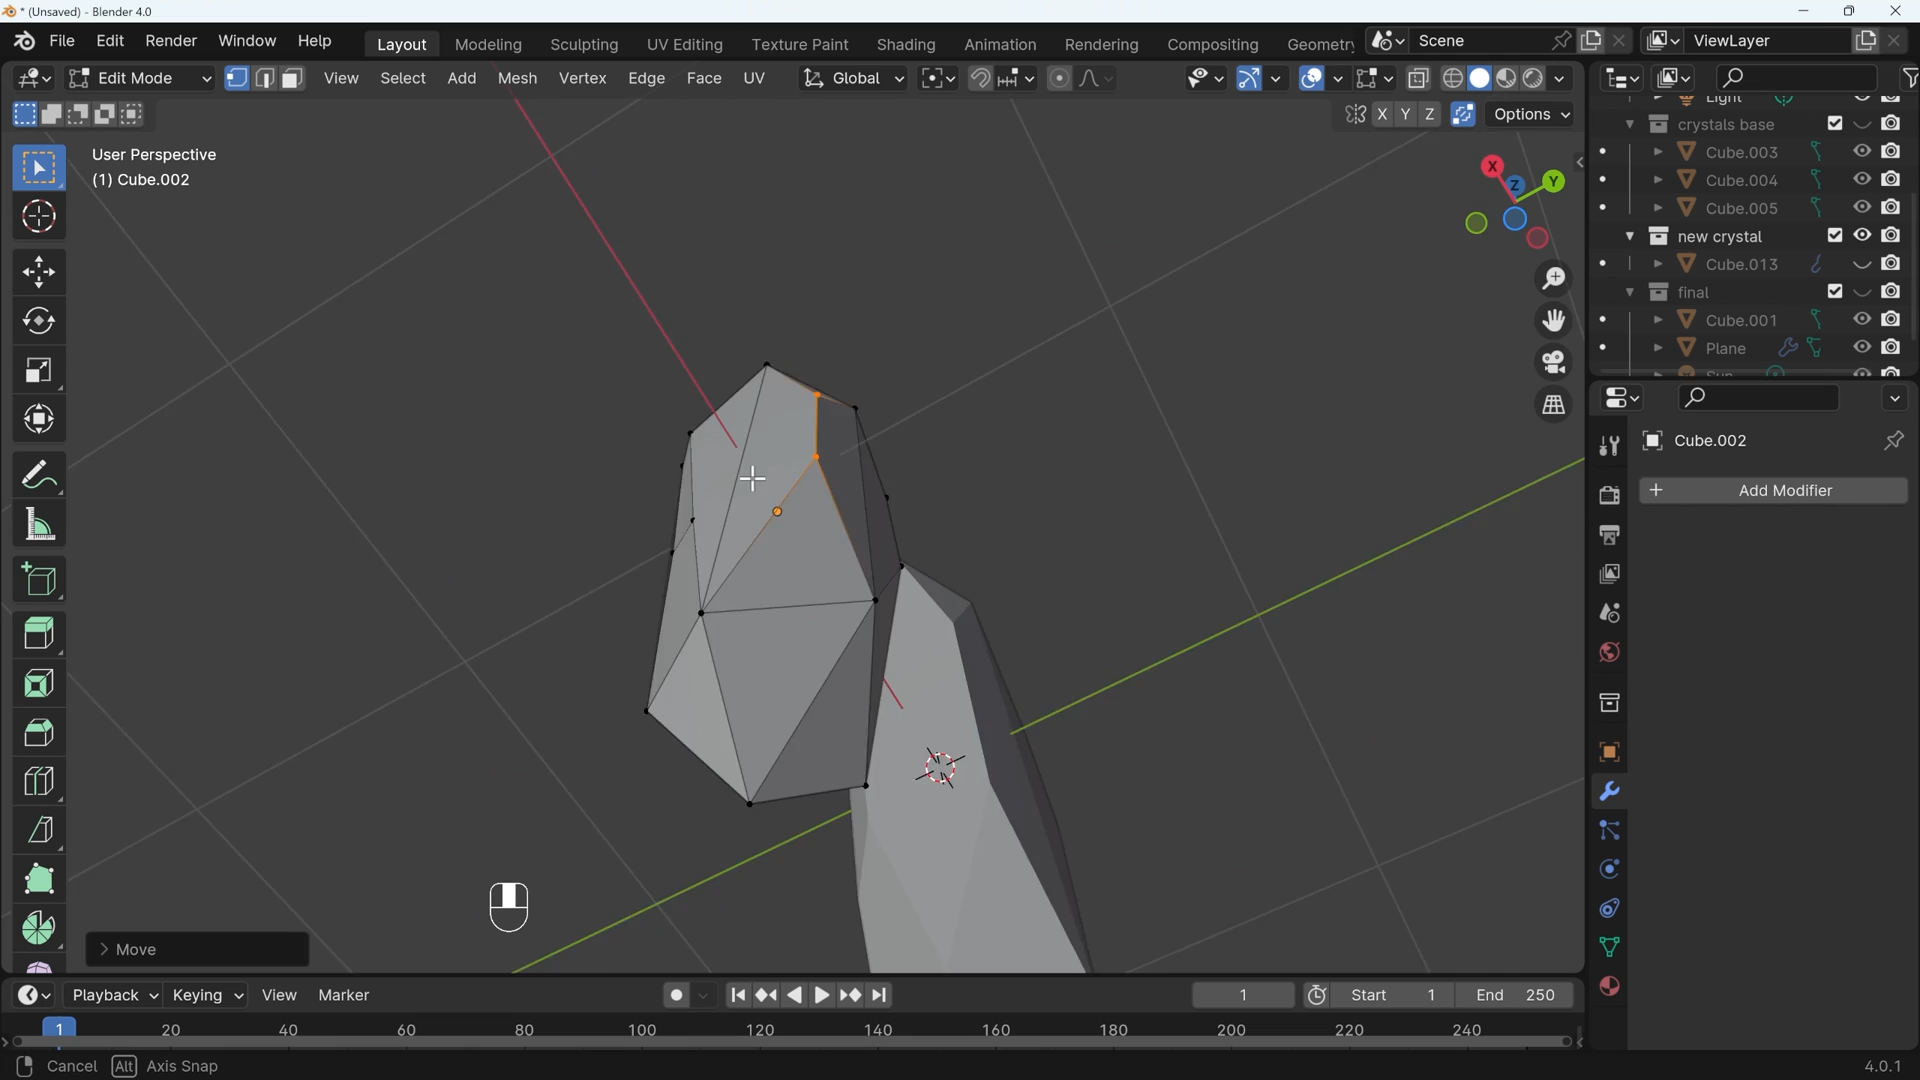 * (Unsaved) - Blender 4.0
File Edit Render Window Help Layout Modeling Sculpting UV Editing Texture Paint Shading Animation Rendering Compositing Geometry Scene ViewLayer
Edit Mode View Select Add Mesh Vertex Edge Face UV Global
X Y Z Options
User Perspective
(1) Cube.002
X Y Z
Light
crystals base
Cube.003
Cube.004
Cube.005
new crystal
Cube.013
final
Cube.001
Plane
Sun
Cube.002
+ Add Modifier
> Move
Playback Keying View Marker 1 Start 1 End 250
1 20 40 60 80 100 120 140 160 180 200 220 240
Cancel Alt Axis Snap 4.0.1